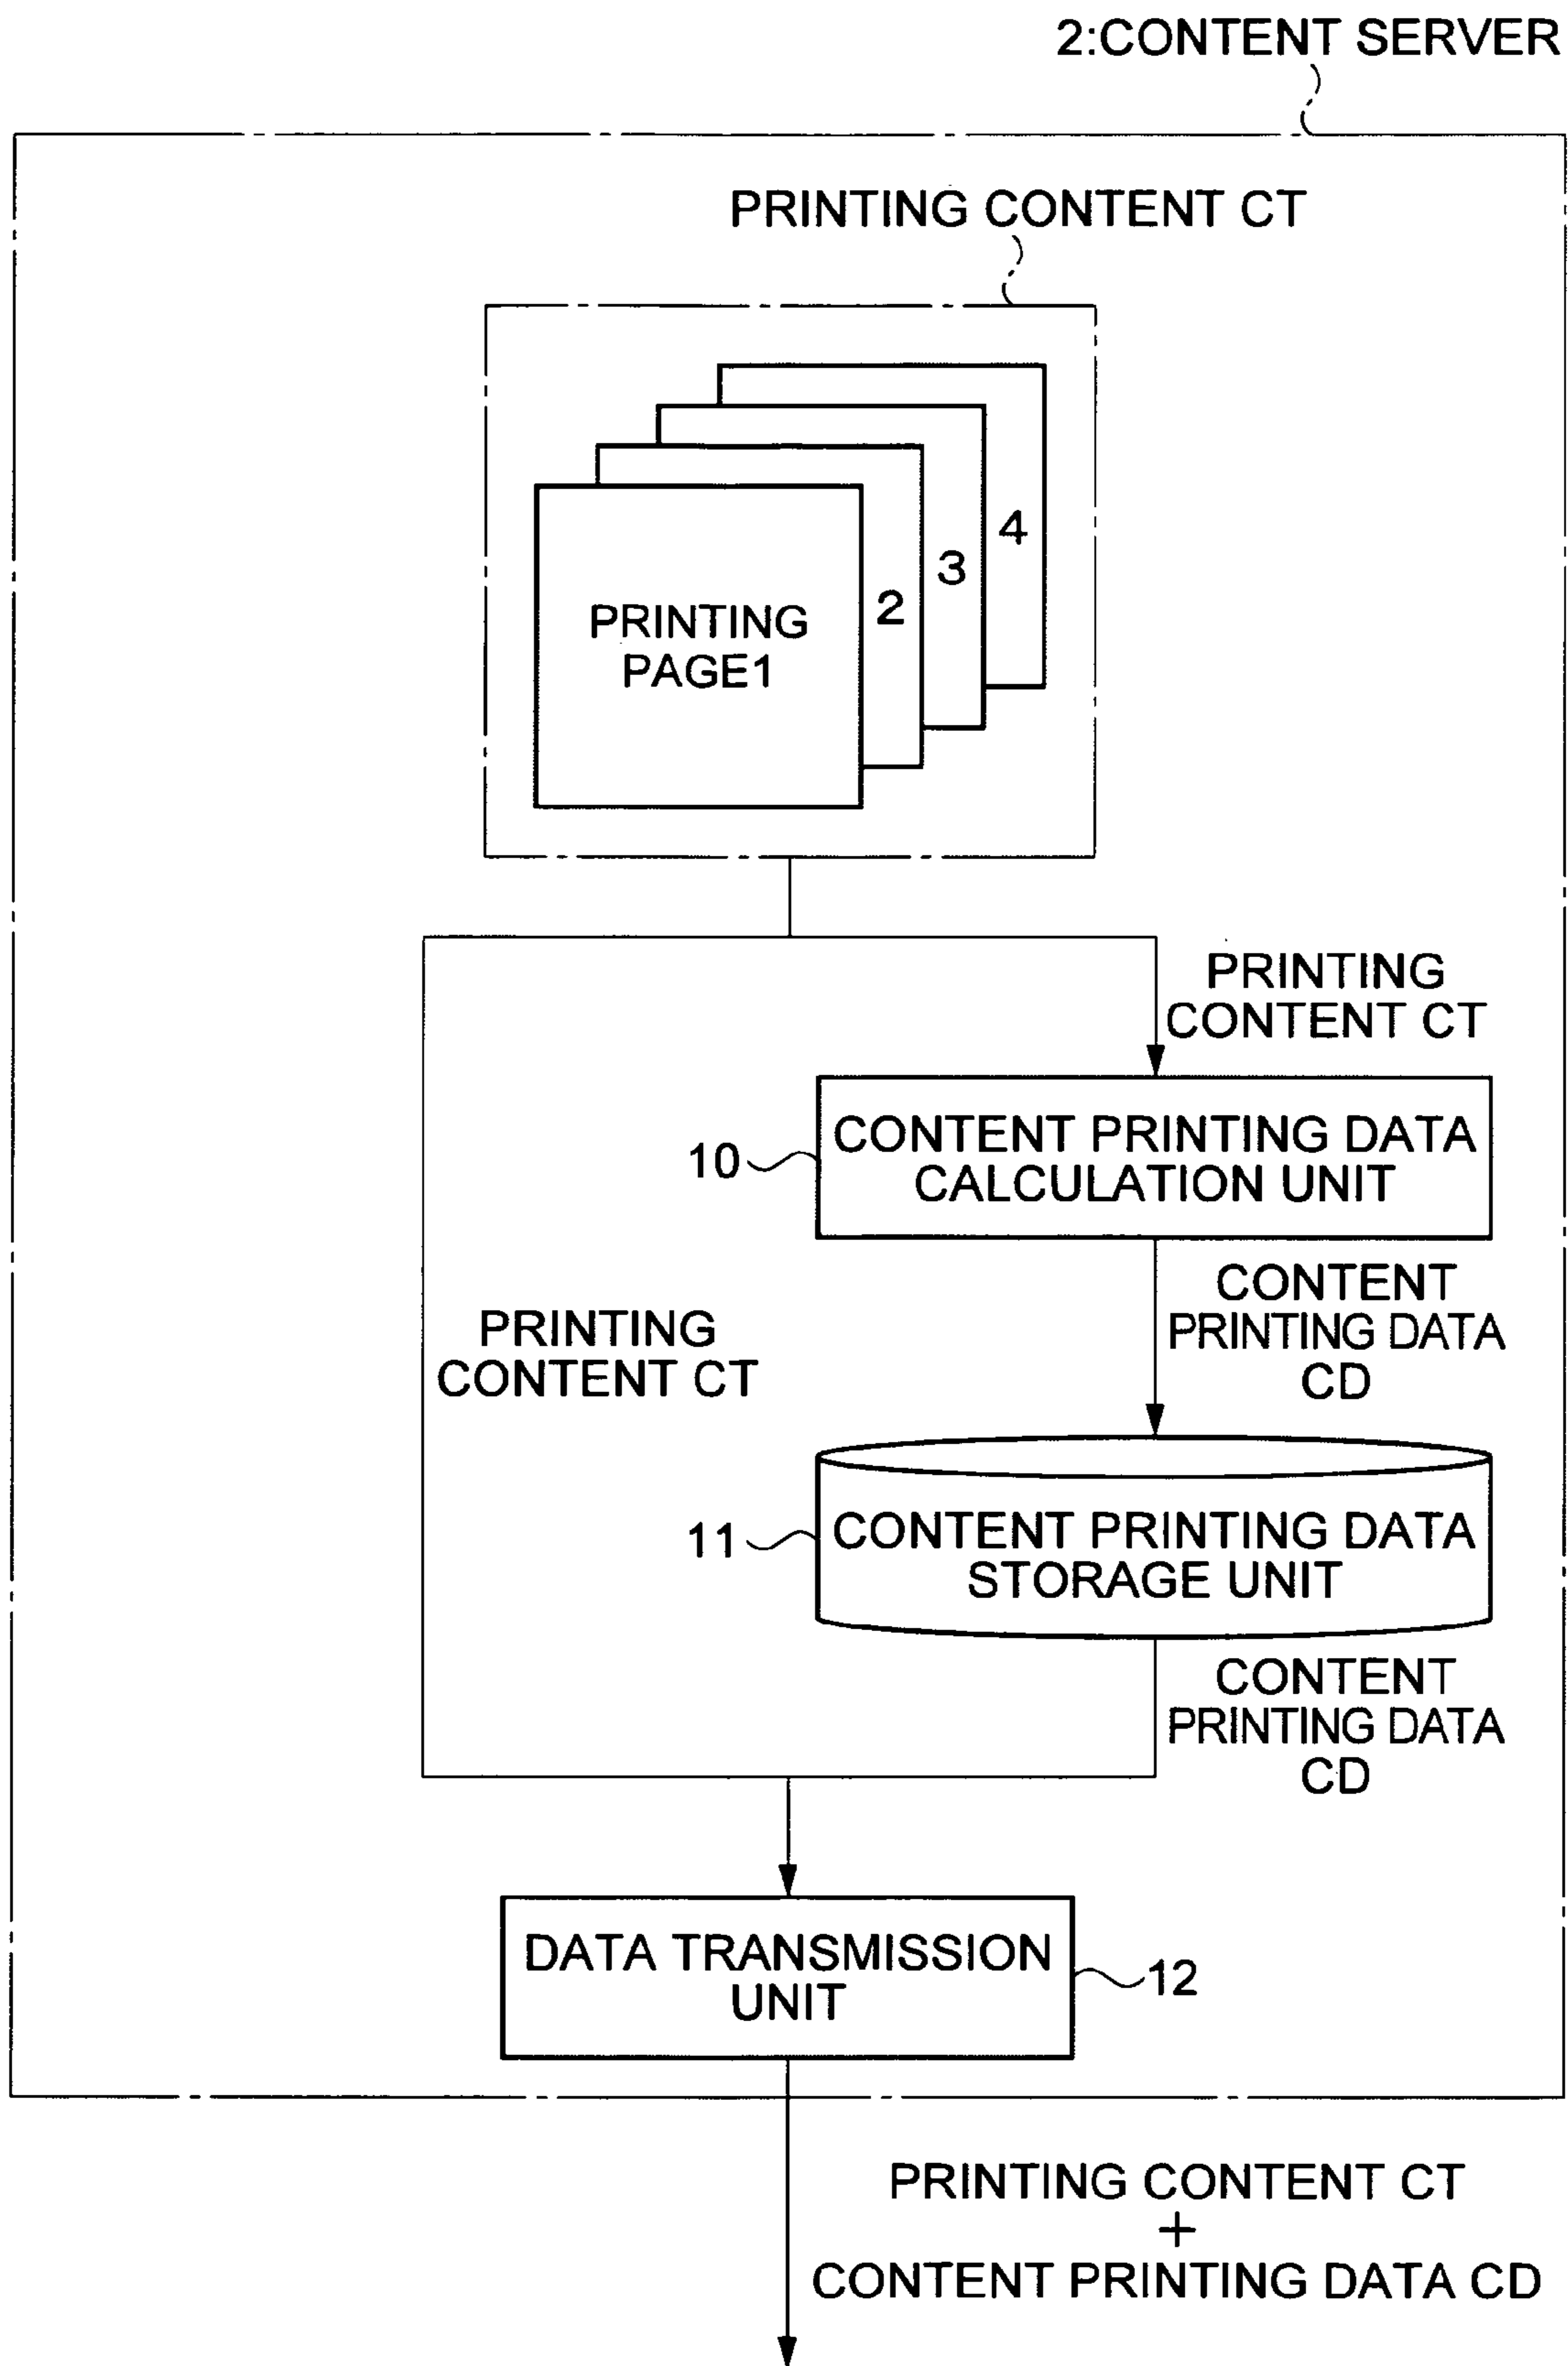 2:CONTENT SERVER
PRINTING CONTENT CT
4
3
2
PRINTING
PAGE1
PRINTING
CONTENT CT
10
CONTENT PRINTING DATA
CALCULATION UNIT
CONTENT
PRINTING DATA
CD
PRINTING
CONTENT CT
11
CONTENT PRINTING DATA
STORAGE UNIT
CONTENT
PRINTING DATA
CD
DATA TRANSMISSION
UNIT
12
PRINTING CONTENT CT
+
CONTENT PRINTING DATA CD